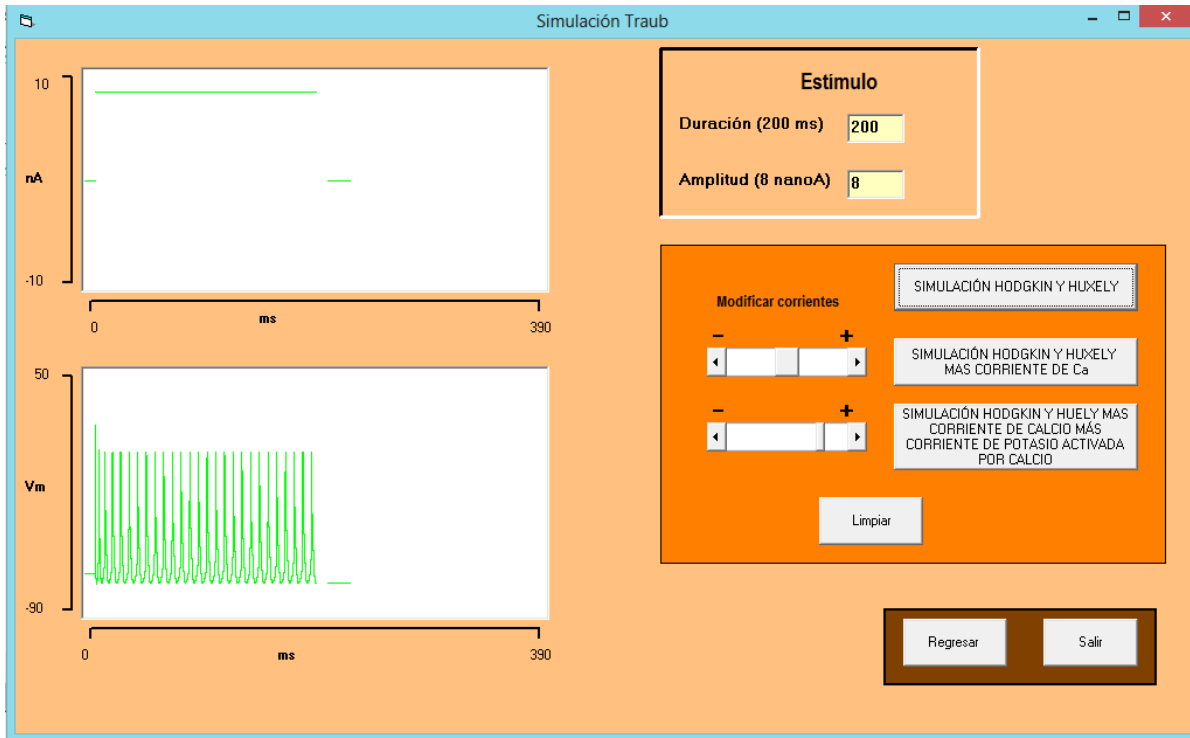 Simulación Traub
10
nA
-10
0
ms
390
50
Vm
-90
0
ms
390
Estímulo
Duración (200 ms)
200
Amplitud (8 nanoA)
8
Modificar corrientes
- +
- +
SIMULACIÓN HODGKIN Y HUXELY
SIMULACIÓN HODGKIN Y HUXELY
MAS CORRIENTE DE Ca
SIMULACIÓN HODGKIN Y HUELY MAS
CORRIENTE DE CALCIO MÁS
CORRIENTE DE POTASIO ACTIVADA
POR CALCIO
Limpiar
Regresar
Salir